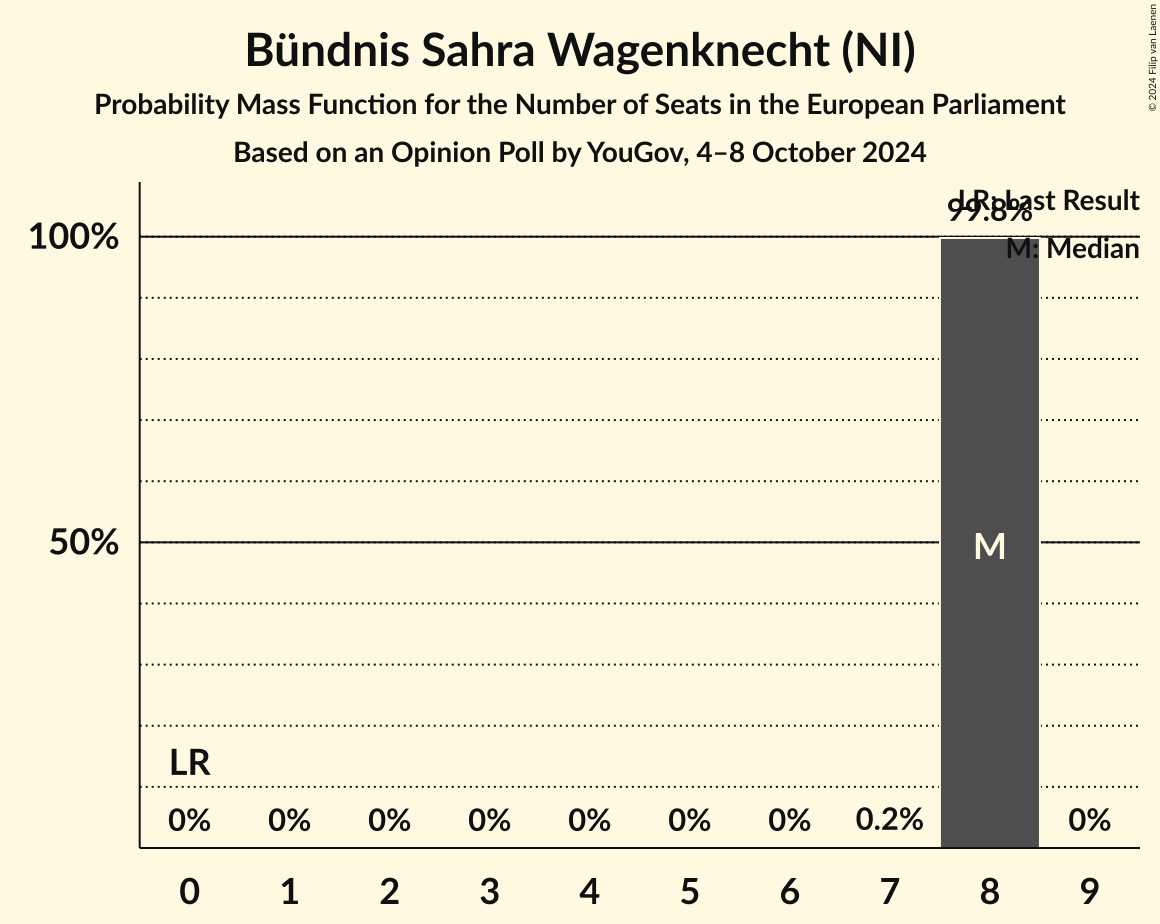 Bündnis Sahra Wagenknecht (NI)
Probability Mass Function for the Number of Seats in the European Parliament
Based on an Opinion Poll by YouGov, 4–8 October 2024
© 2024 Filip van Laenen
LR: Last Result
99.8%
100%
M: Median
50%
M
LR
0% 0% 0% 0% 0% 0% 0% 0.2% 0%
0 1 2 3 4 5 6 7 8 9